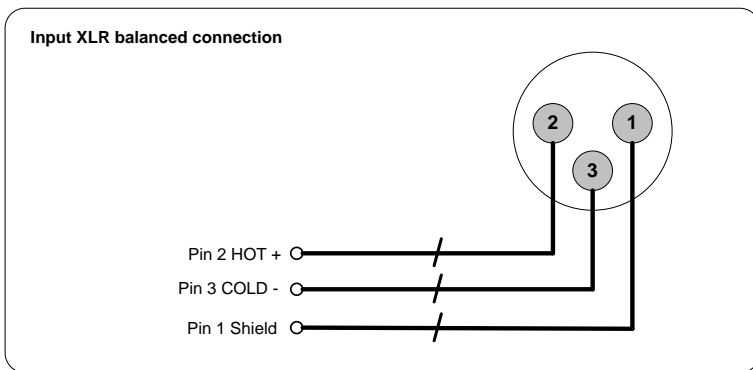 Input XLR balanced connection
2
1
3
Pin 2 HOT +
Pin 3 COLD -
Pin 1 Shield